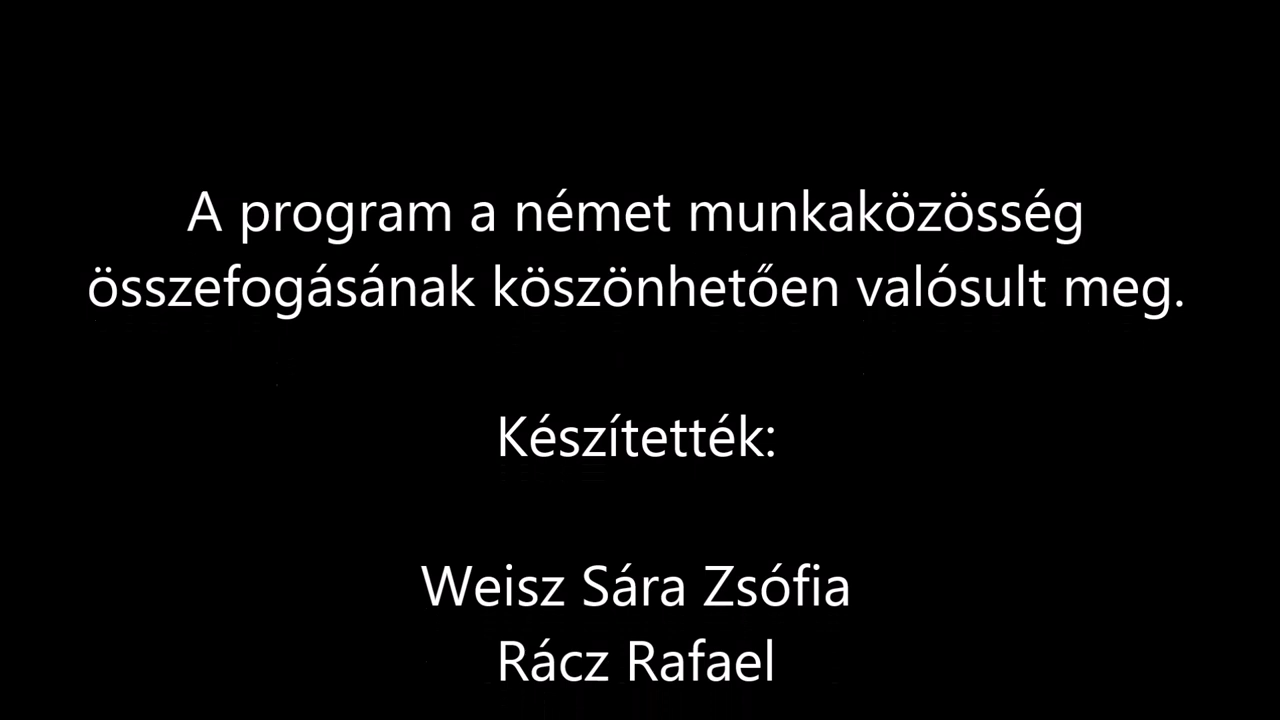 A program a német munkaközösség
összefogásának köszönhetően valósult meg.
Készítették:
Weisz Sára Zsófia
Rácz Rafael